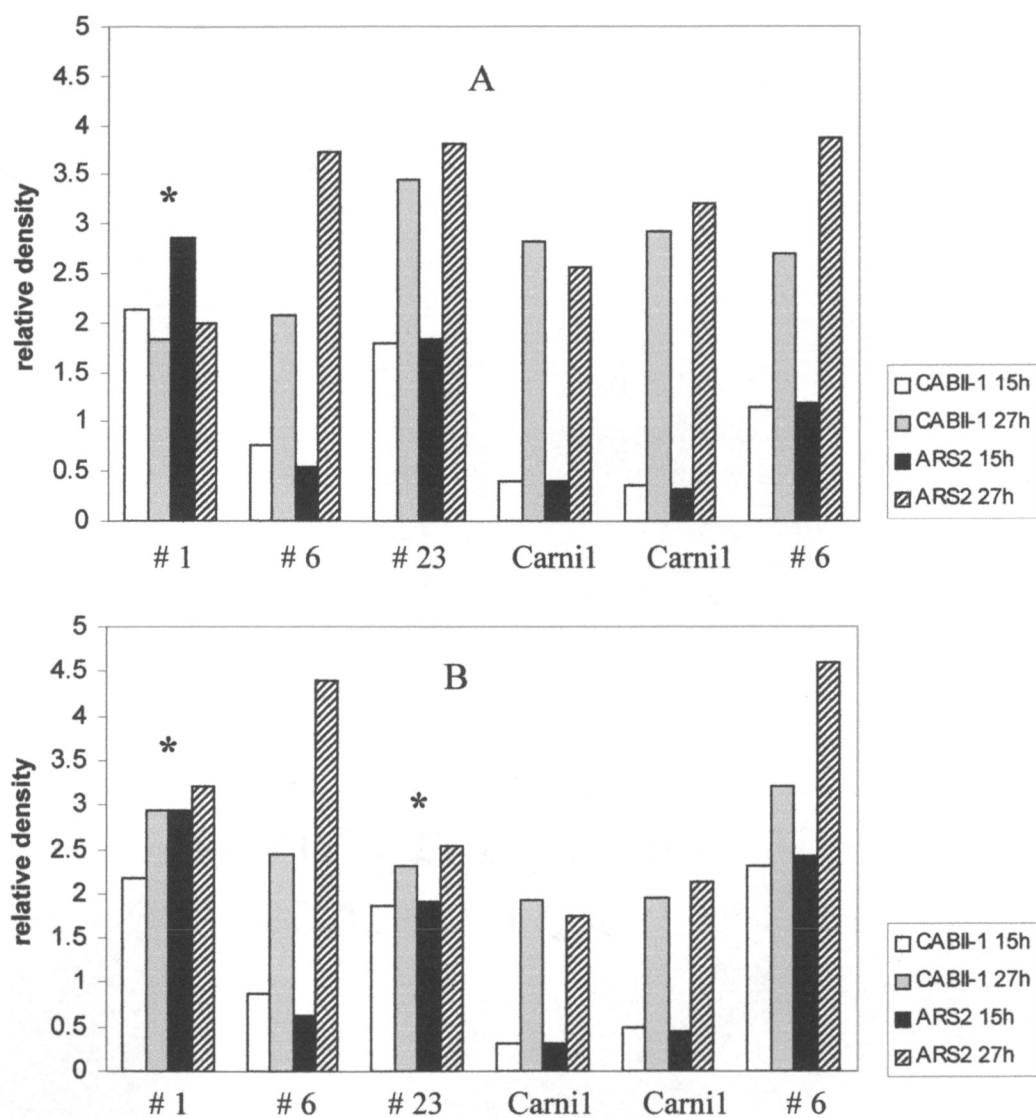 5
4.5
A
4
3.5
*
3
2.5
2
1.5
1
0.5
0
relative density
CABII-1 15h
CABII-1 27h
ARS2 15h
ARS2 27h
# 1 # 6 # 23 Carni1 Carni1 # 6
5
4.5
B
4
*
3.5
3
*
2.5
2
1.5
1
0.5
0
relative density
CABII-1 15h
CABII-1 27h
ARS2 15h
ARS2 27h
# 1 # 6 # 23 Carni1 Carni1 # 6